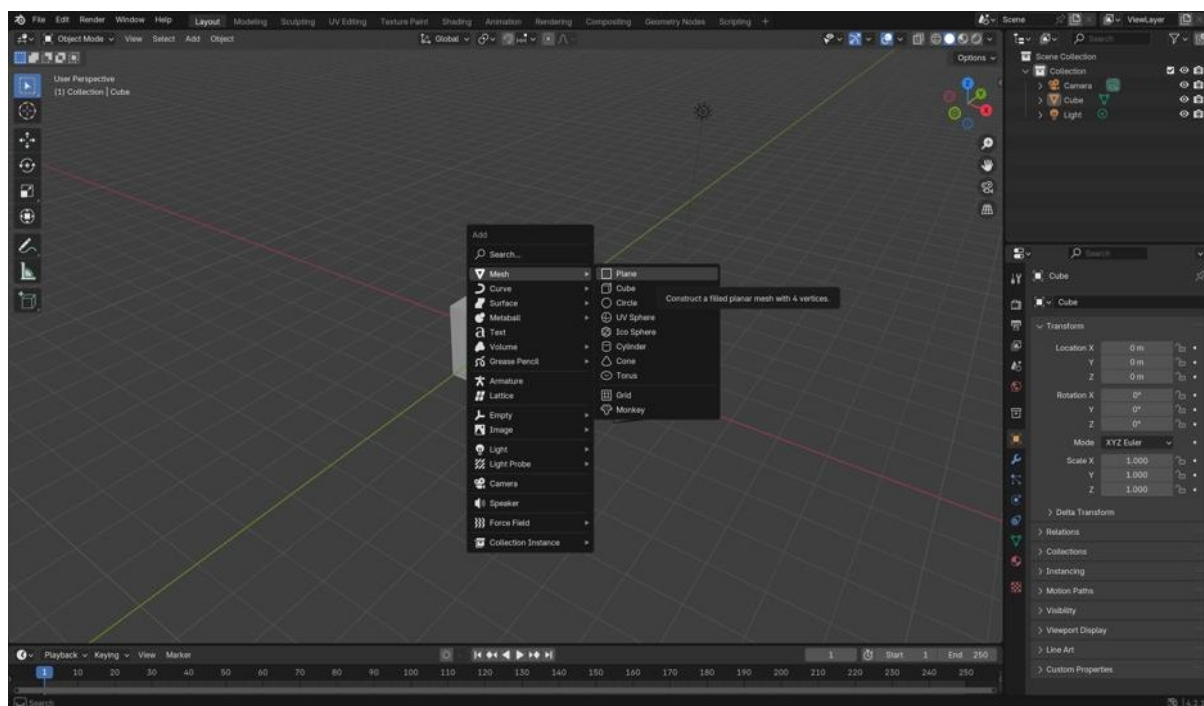 File Edit Render Window Help Layout Modeling Sculpting UV Editing Texture Paint Shading Animation Rendering Compositing Geometry Nodes Scripting + Scene ViewLayer
Object Mode View Select Add Object Global Search
Options
User Perspective
(1) Collection | Cube
Scene Collection
Collection
Camera
Cube
Light
Z
Y
X
Add
Search...
Mesh
Curve
Surface
Metaball
Text
Volume
Grease Pencil
Armature
Lattice
Empty
Image
Light
Light Probe
Camera
Speaker
Force Field
Collection Instance
Plane
Cube
Circle
UV Sphere
Ico Sphere
Cylinder
Cone
Torus
Grid
Monkey
Construct a filled planar mesh with 4 vertices.
Search
Cube
Cube
Transform
Location X 0 m
Y 0 m
Z 0 m
Rotation X 0°
Y 0°
Z 0°
Mode XYZ Euler
Scale X 1.000
Y 1.000
Z 1.000
Delta Transform
Relations
Collections
Instancing
Motion Paths
Visibility
Viewport Display
Line Art
Custom Properties
Playback Keying View Marker 1 Start 1 End 250
1 10 20 30 40 50 60 70 80 90 100 110 120 130 140 150 160 170 180 190 200 210 220 230 240 250
Search